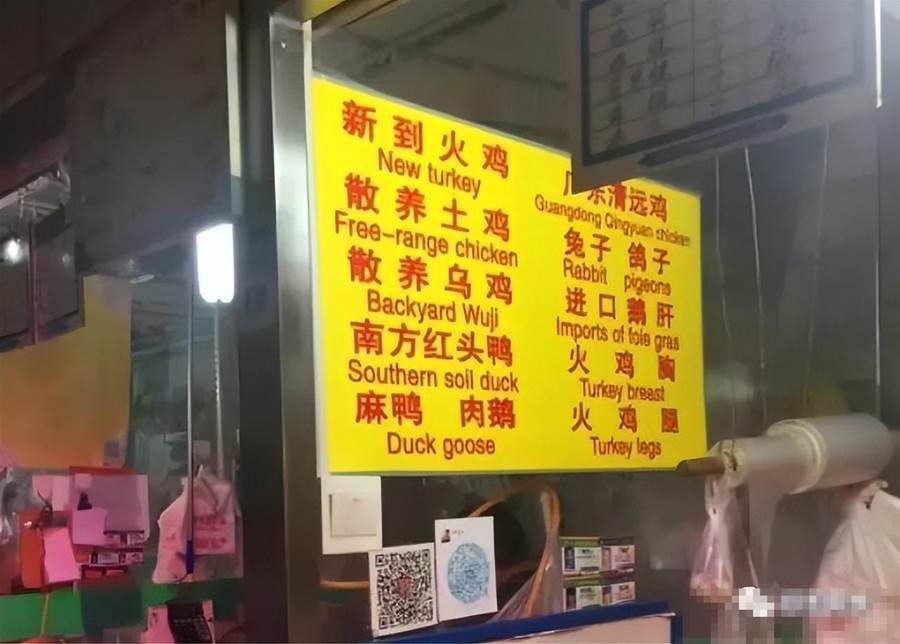 新到火鸡
New turkey
散养土鸡
Free-range chicken
散养乌鸡
Backyard Wuji
南方红头鸭
Southern soil duck
麻鸭 肉鹅
Duck goose
广东清远鸡
Guangdong Qingyuan chicken
兔子 鸽子
Rabbit pigeons
进口鹅肝
Imports of foie gras
火鸡胸
Turkey breast
火鸡腿
Turkey legs